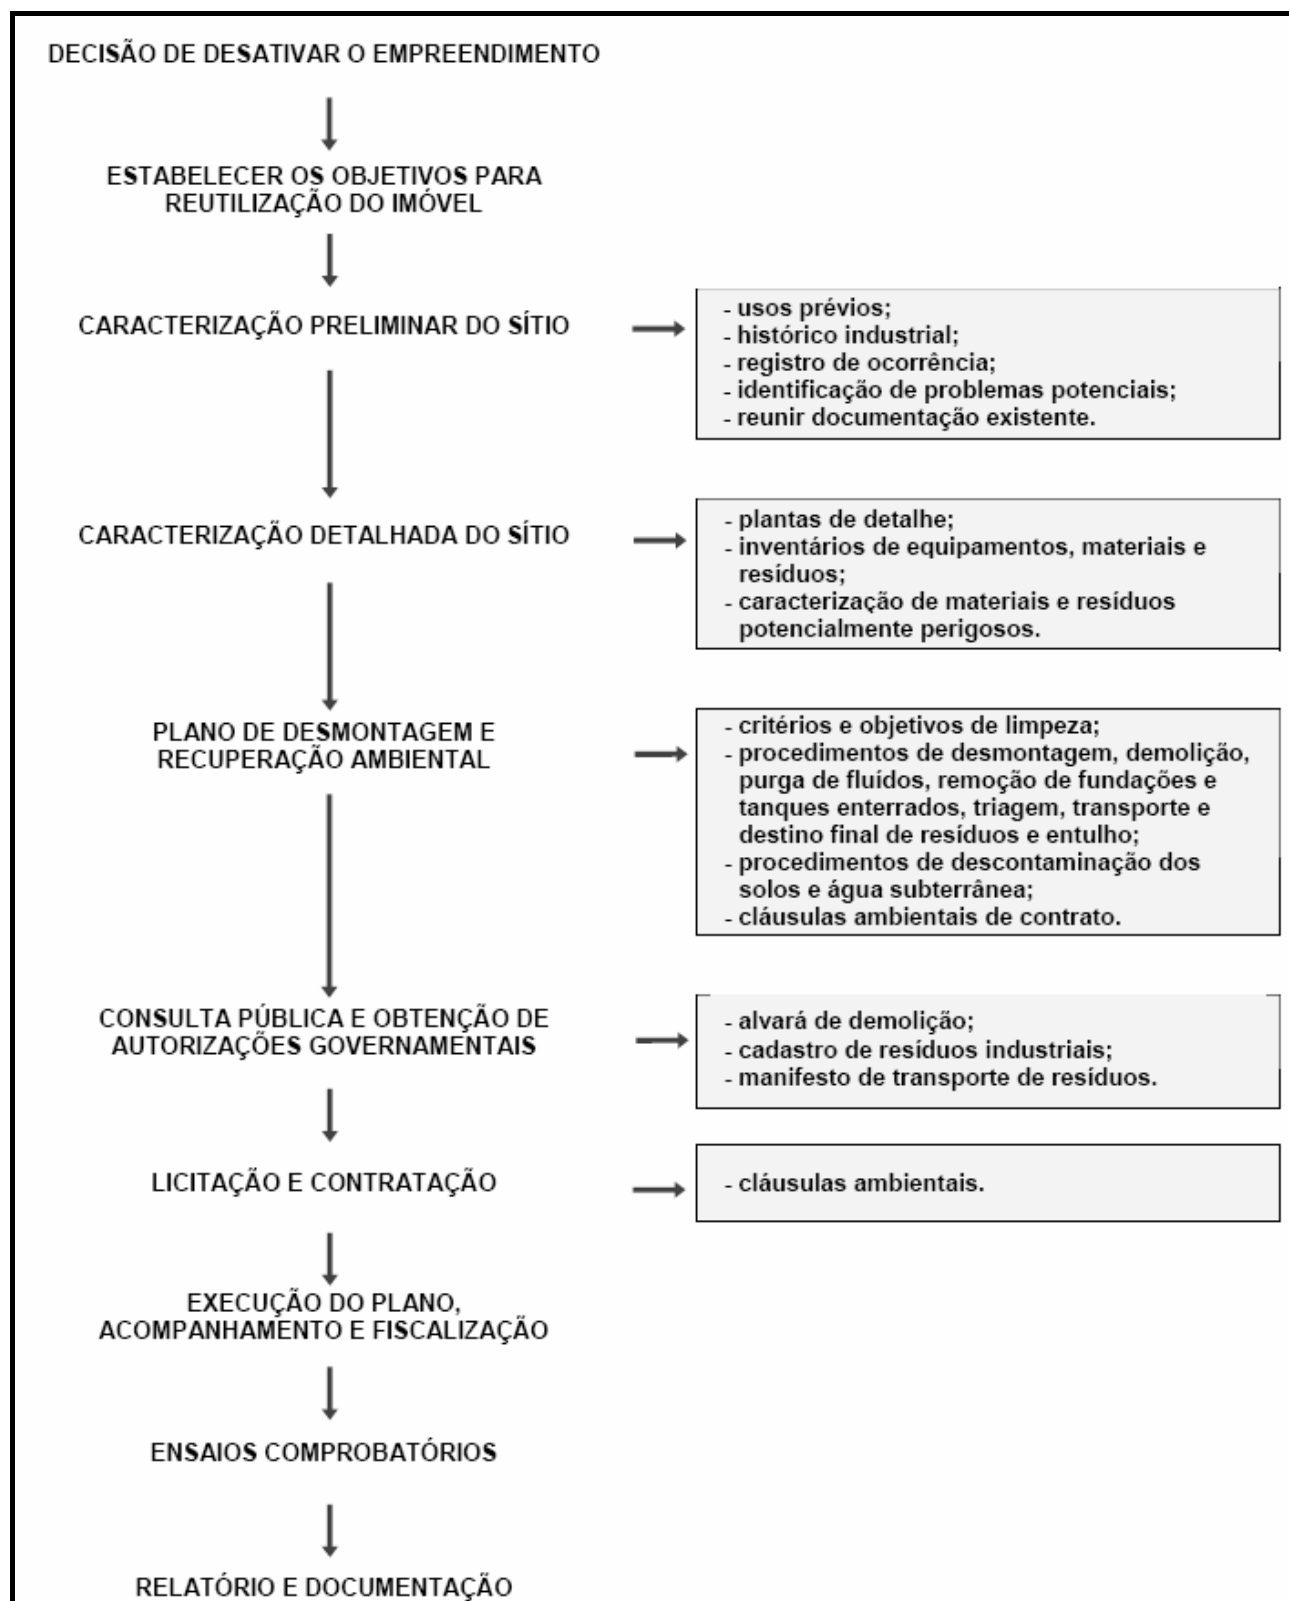 DECISÃO DE DESATIVAR O EMPREENDIMENTO
ESTABELECER OS OBJETIVOS PARA
REUTILIZAÇÃO DO IMÓVEL
CARACTERIZAÇÃO PRELIMINAR DO SÍTIO
- usos prévios;
- histórico industrial;
- registro de ocorrência;
- identificação de problemas potenciais;
- reunir documentação existente.
CARACTERIZAÇÃO DETALHADA DO SÍTIO
- plantas de detalhe;
- inventários de equipamentos, materiais e
resíduos;
- caracterização de materiais e resíduos
potencialmente perigosos.
PLANO DE DESMONTAGEM E
RECUPERAÇÃO AMBIENTAL
- critérios e objetivos de limpeza;
- procedimentos de desmontagem, demolição,
purga de fluídos, remoção de fundações e
tanques enterrados, triagem, transporte e
destino final de resíduos e entulho;
- procedimentos de descontaminação dos
solos e água subterrânea;
- cláusulas ambientais de contrato.
CONSULTA PÚBLICA E OBTENÇÃO DE
AUTORIZAÇÕES GOVERNAMENTAIS
- alvará de demolição;
- cadastro de resíduos industriais;
- manifesto de transporte de resíduos.
LICITAÇÃO E CONTRATAÇÃO
- cláusulas ambientais.
EXECUÇÃO DO PLANO,
ACOMPANHAMENTO E FISCALIZAÇÃO
ENSAIOS COMPROBATÓRIOS
RELATÓRIO E DOCUMENTAÇÃO